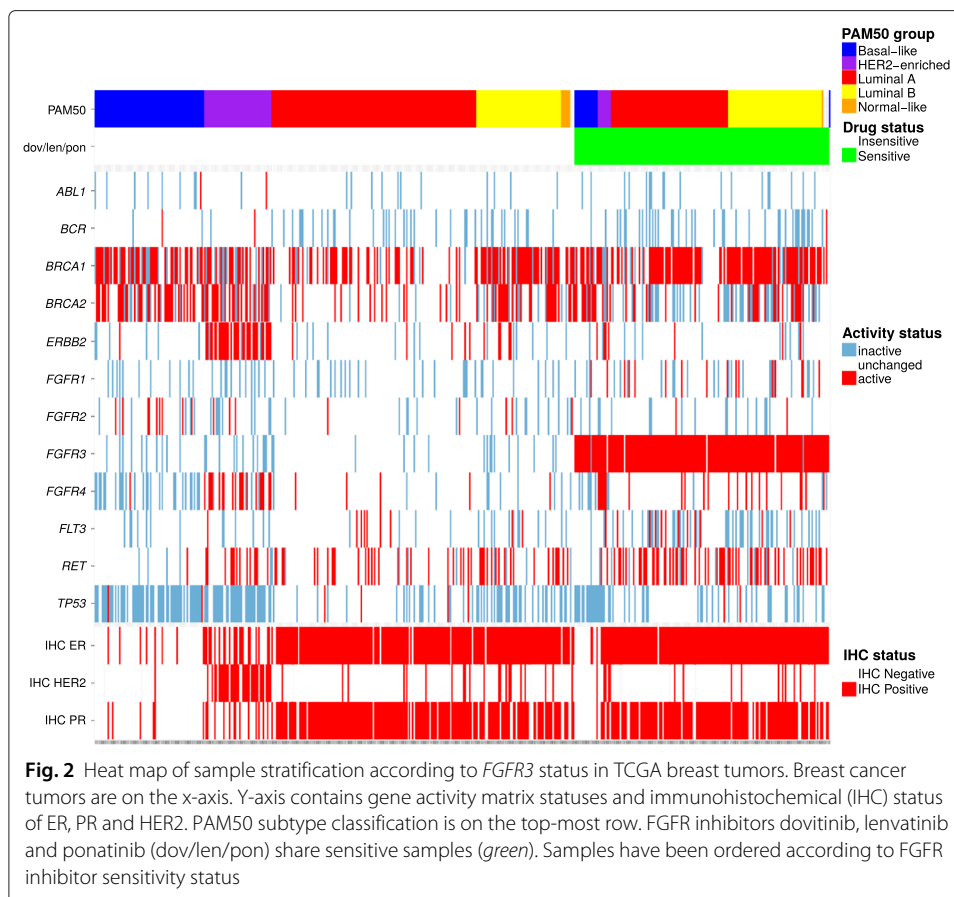 PAM50 group
Basal-like
HER2-enriched
Luminal A
Luminal B
Normal-like
PAM50
Drug status
Insensitive
Sensitive
dov/len/pon
ABL1
BCR
BRCA1
BRCA2
ERBB2
Activity status
inactive
unchanged
active
FGFR1
FGFR2
FGFR3
FGFR4
FLT3
RET
TP53
IHC ER
IHC status
IHC Negative
IHC Positive
IHC HER2
IHC PR
Fig. 2 Heat map of sample stratification according to FGFR3 status in TCGA breast tumors. Breast cancer
tumors are on the x-axis. Y-axis contains gene activity matrix statuses and immunohistochemical (IHC) status
of ER, PR and HER2. PAM50 subtype classification is on the top-most row. FGFR inhibitors dovitinib, lenvatinib
and ponatinib (dov/len/pon) share sensitive samples (green). Samples have been ordered according to FGFR
inhibitor sensitivity status